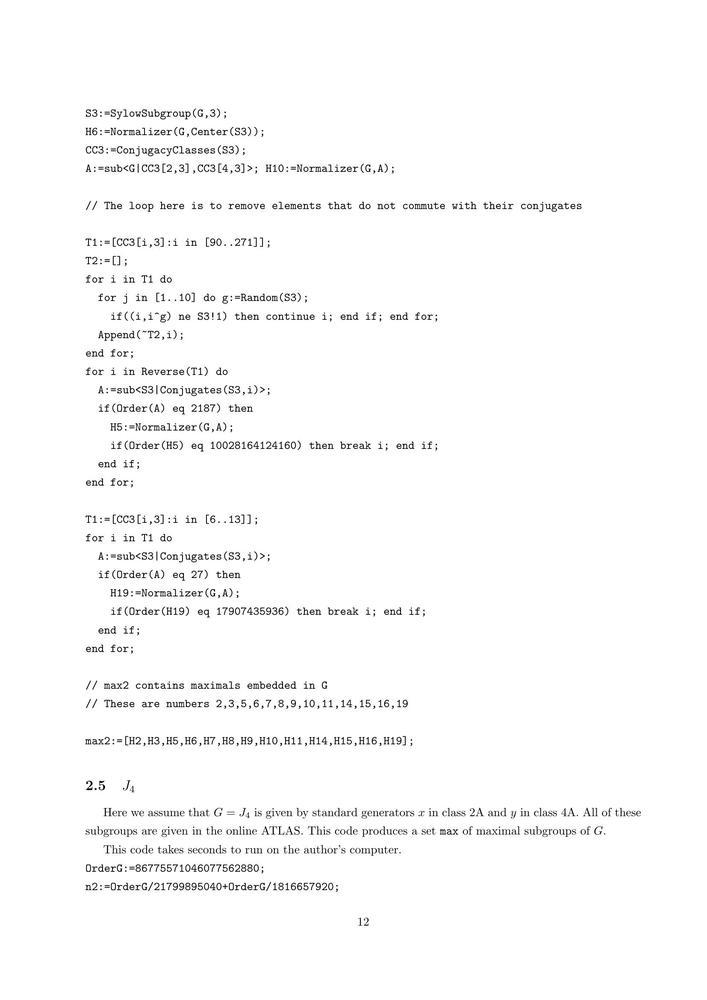 S3:=SylowSubgroup(G,3);
H6:=Normalizer(G,Center(S3));
CC3:=ConjugacyClasses(S3);
A:=sub<G|CC3[2,3],CC3[4,3]>; H10:=Normalizer(G,A);
// The loop here is to remove elements that do not commute with their conjugates
T1:=[CC3[i,3]:i in [90..271]];
T2:=[];
for i in T1 do
for j in [1..10] do g:=Random(S3);
if((i,i^g) ne S3!1) then continue i; end if; end for;
Append(~T2,i);
end for;
for i in Reverse(T1) do
A:=sub<S3|Conjugates(S3,i)>;
if(Order(A) eq 2187) then
H5:=Normalizer(G,A);
if(Order(H5) eq 10028164124160) then break i; end if;
end if;
end for;
T1:=[CC3[i,3]:i in [6..13]];
for i in T1 do
A:=sub<S3|Conjugates(S3,i)>;
if(Order(A) eq 27) then
H19:=Normalizer(G,A);
if(Order(H19) eq 17907435936) then break i; end if;
end if;
end for;
// max2 contains maximals embedded in G
// These are numbers 2,3,5,6,7,8,9,10,11,14,15,16,19
max2:=[H2,H3,H5,H6,H7,H8,H9,H10,H11,H14,H15,H16,H19];
2.5 J4
Here we assume that G = J4 is given by standard generators x in class 2A and y in class 4A. All of these
subgroups are given in the online ATLAS. This code produces a set max of maximal subgroups of G.
This code takes seconds to run on the author's computer.
OrderG:=86775571046077562880;
n2:=OrderG/21799895040+OrderG/1816657920;
12